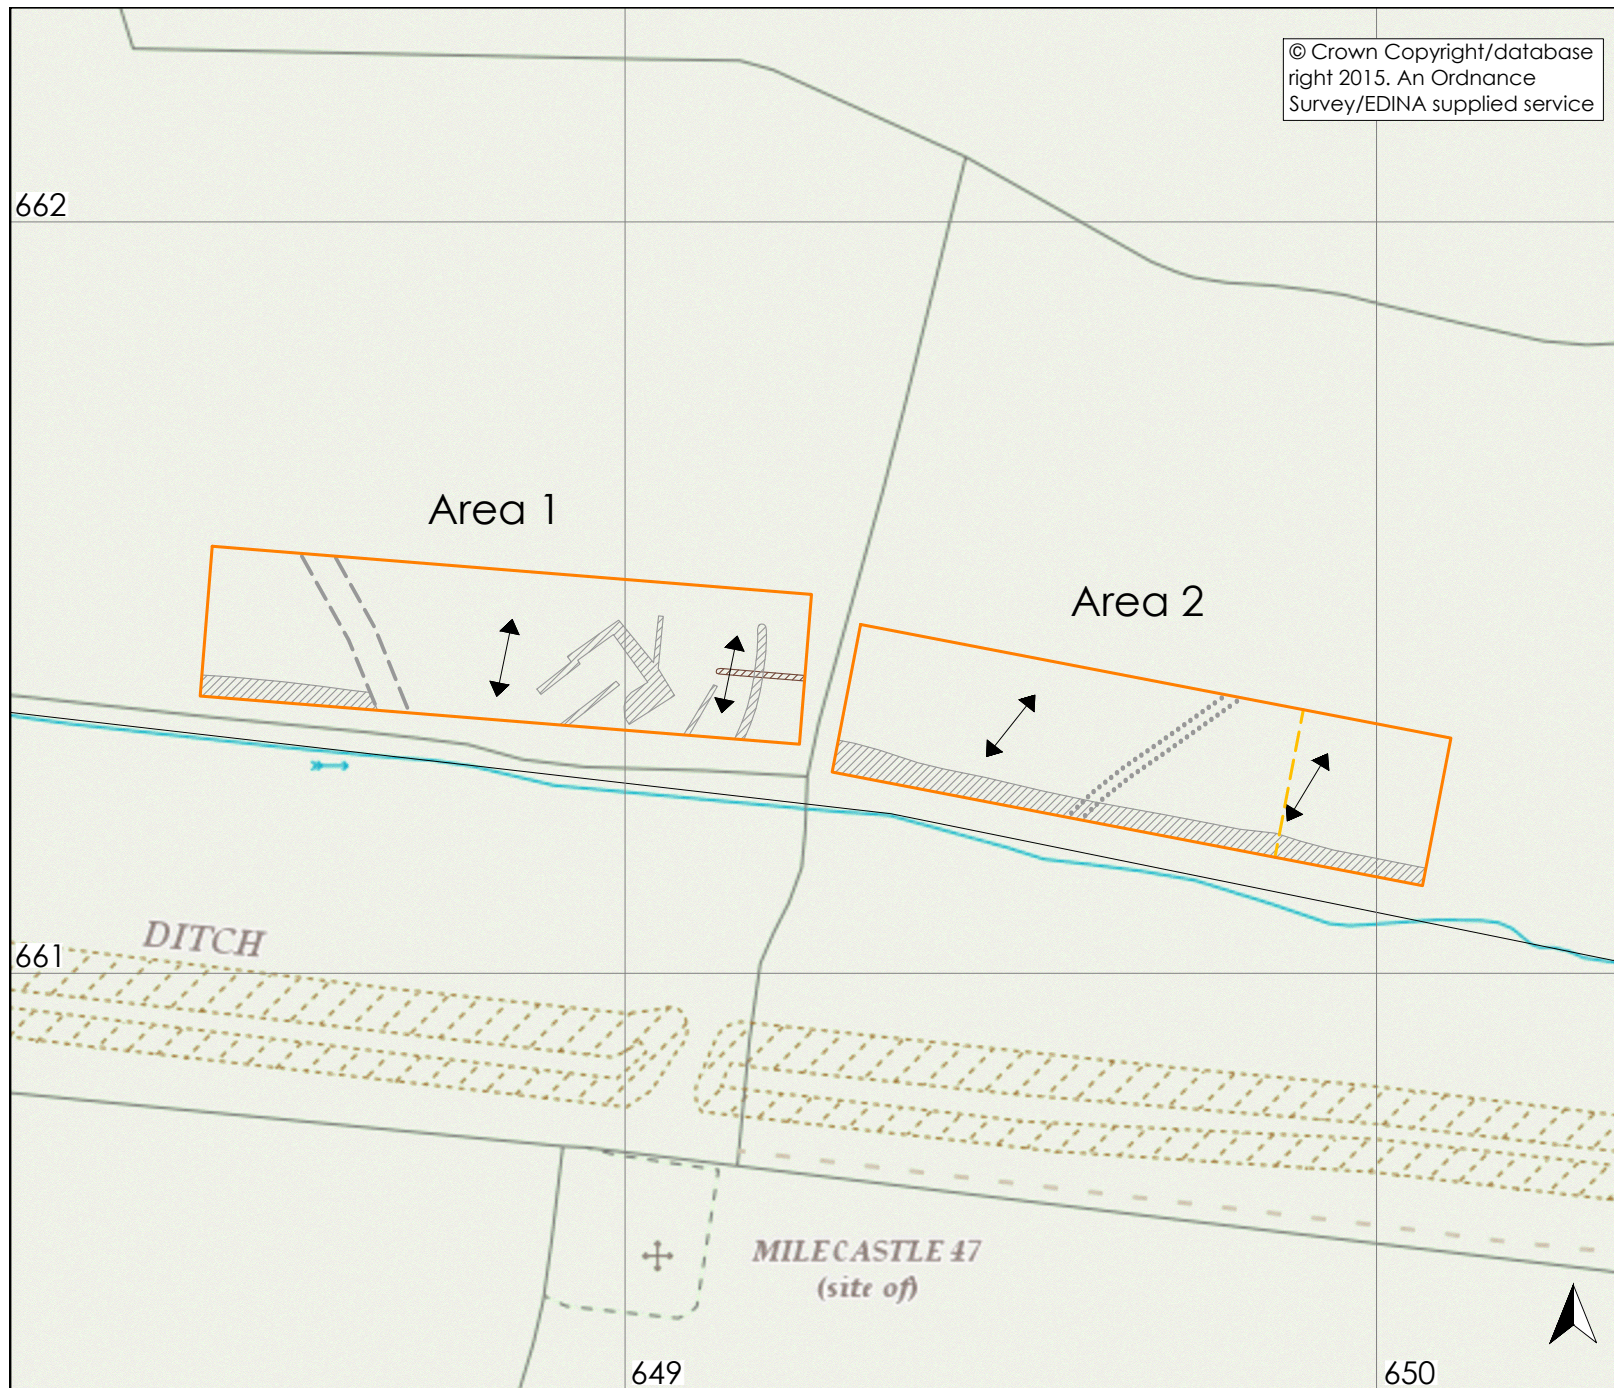 © Crown Copyright/database
right 2015. An Ordnance
Survey/EDINA supplied service
662
Area 1
Area 2
DITCH
661
MILECASTLE 47
(site of)
649
650